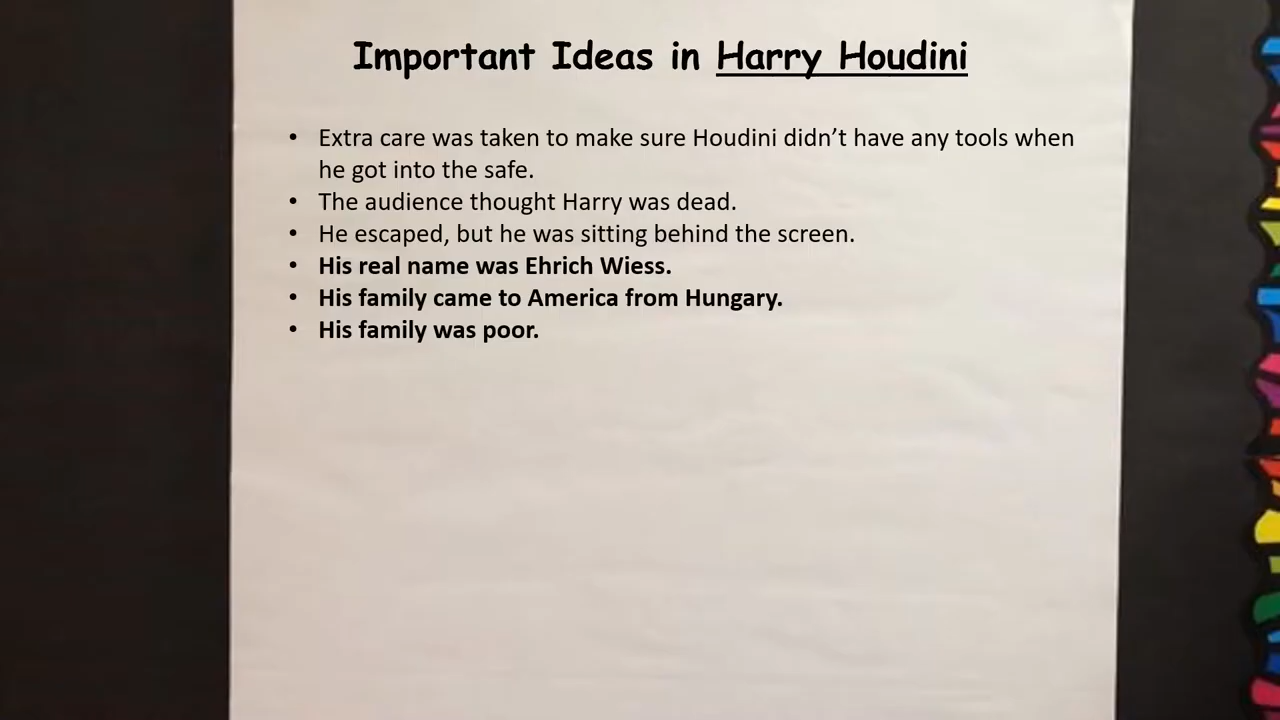 Important Ideas in Harry Houdini
• Extra care was taken to make sure Houdini didn’t have any tools when
he got into the safe.
• The audience thought Harry was dead.
• He escaped, but he was sitting behind the screen.
• His real name was Ehrich Wiess.
• His family came to America from Hungary.
• His family was poor.